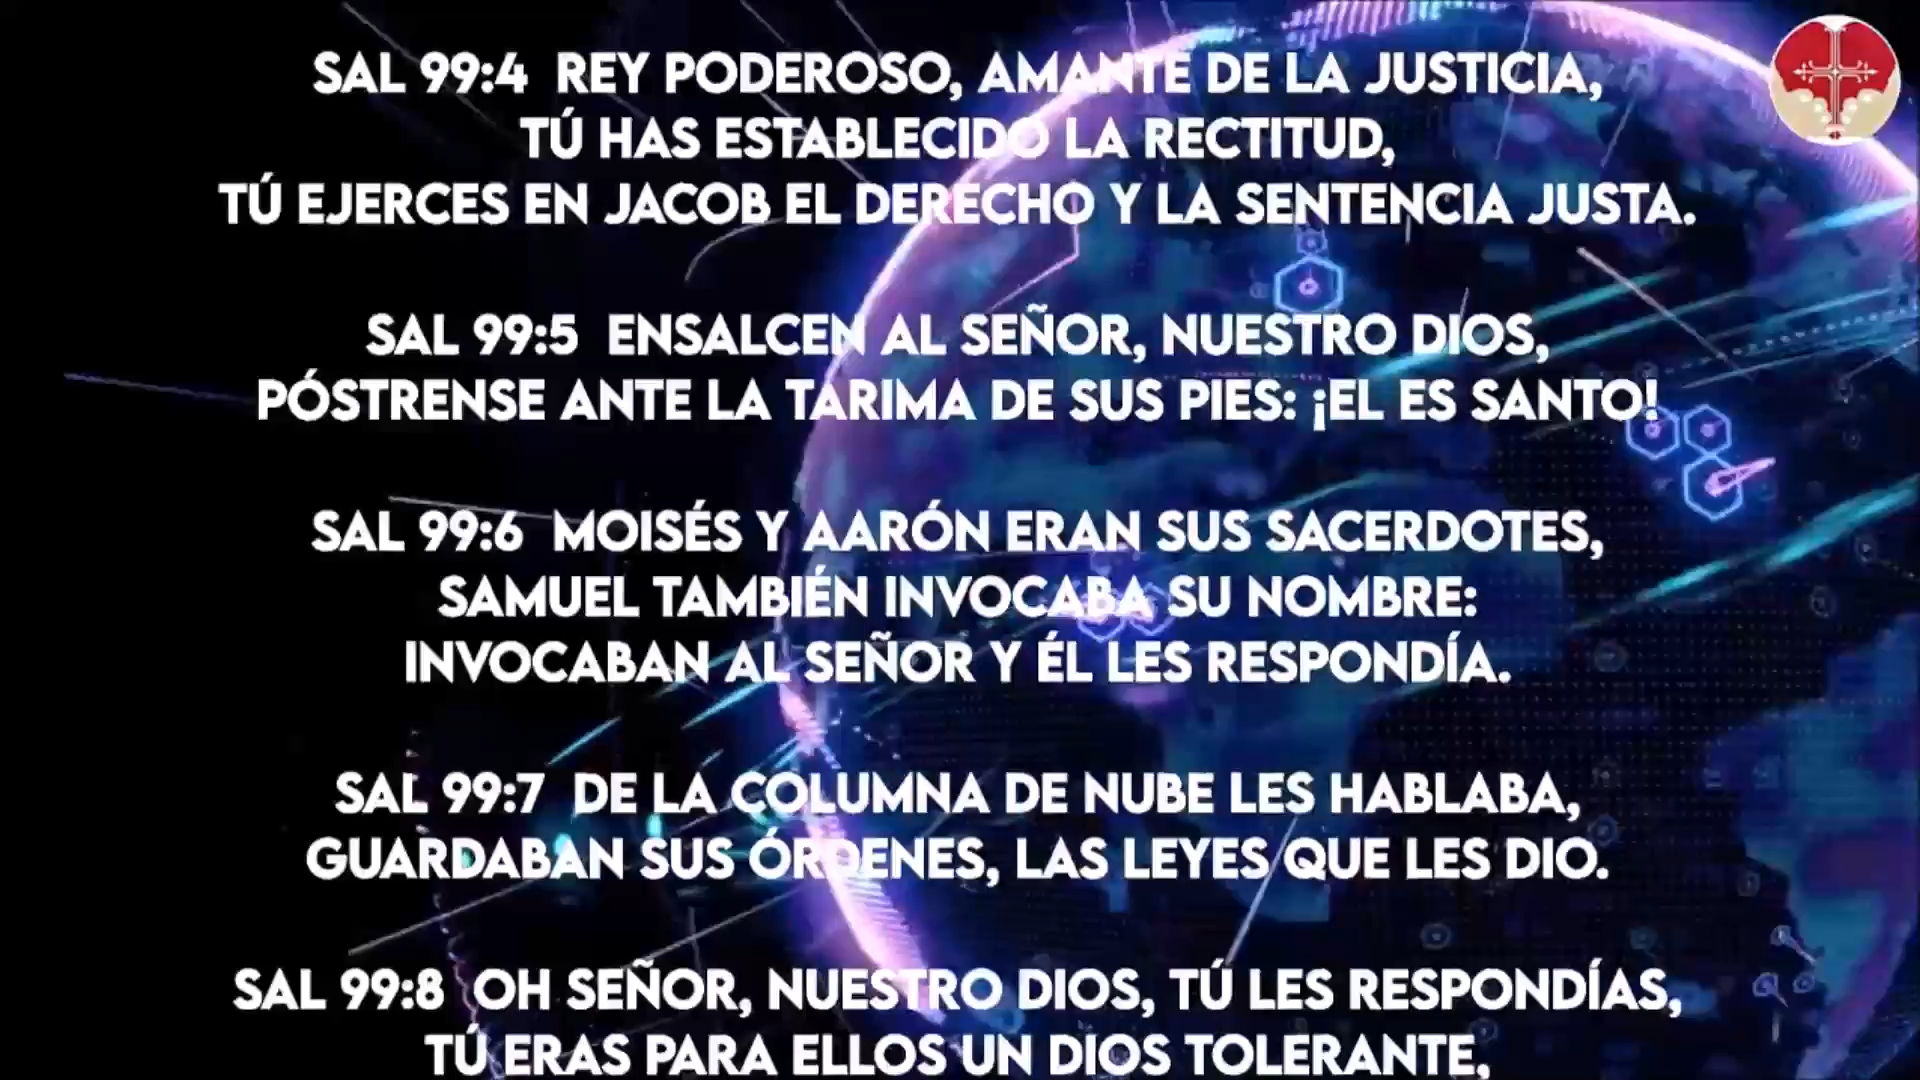 SAL 99:4 REY PODEROSO, AMANTE DE LA JUSTICIA,
TÚ HAS ESTABLECIDO LA RECTITUD,
TÚ EJERCES EN JACOB EL DERECHO Y LA SENTENCIA JUSTA.
SAL 99:5 ENSALCEN AL SEÑOR, NUESTRO DIOS,
PÓSTRENSE ANTE LA TARIMA DE SUS PIES: ¡EL ES SANTO!
SAL 99:6 MOISÉS Y AARÓN ERAN SUS SACERDOTES,
SAMUEL TAMBIÉN INVOCABA SU NOMBRE:
INVOCABAN AL SEÑOR Y ÉL LES RESPONDÍA.
SAL 99:7 DE LA COLUMNA DE NUBE LES HABLABA,
GUARDABAN SUS ÓRDENES, LAS LEYES QUE LES DIO.
SAL 99:8 OH SEÑOR, NUESTRO DIOS, TÚ LES RESPONDÍAS,
TÚ ERAS PARA ELLOS UN DIOS TOLERANTE,